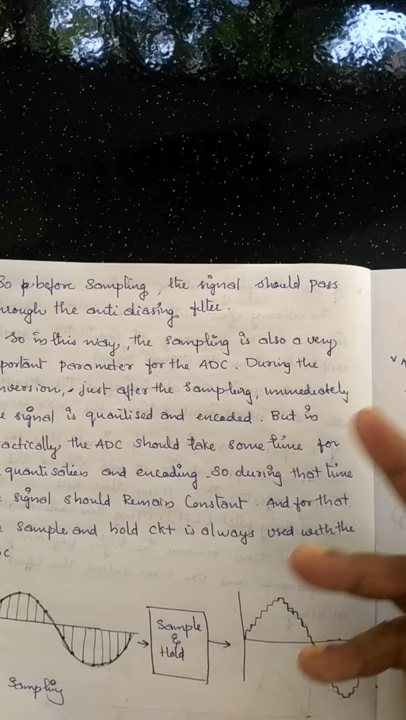 So p.before Sampling, the signal should pass
through the anti aliasing filter.
So in this way, the sampling is also a very
portant parameter for the ADC. During the
nversion, just after the Sampling, immediately
e signal is quantised and encoded. But in
actically the ADC should take some time for
quantisation and encoding. So during that time
e signal should Remain Constant. And for that
e sample and hold ckt is always used with the
DC
Sample
&
Hold
Sampling